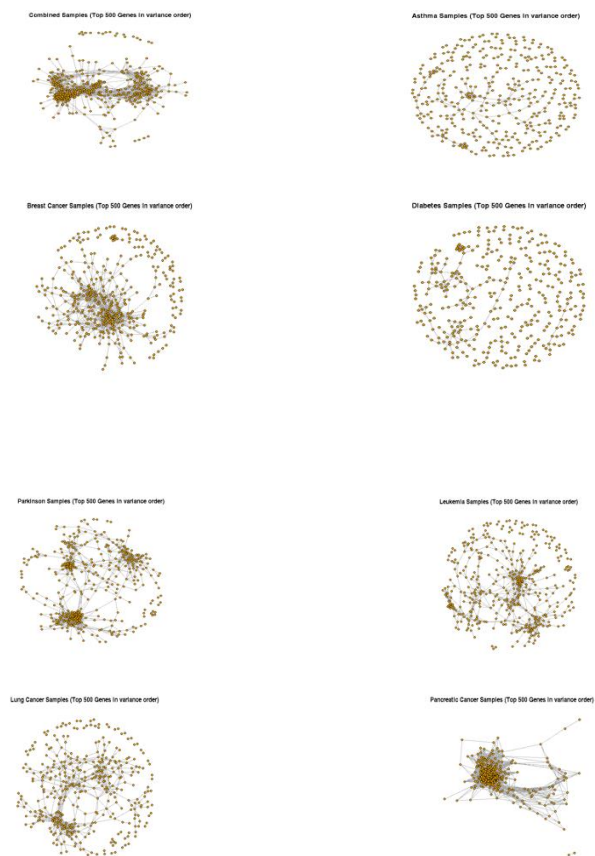 Combined Samples (Top 500 Genes in variance order)
Asthma Samples (Top 500 Genes in variance order)
Breast Cancer Samples (Top 500 Genes in variance order)
Diabetes Samples (Top 500 Genes in variance order)
Parkinson Samples (Top 500 Genes in variance order)
Leukemia Samples (Top 500 Genes in variance order)
Lung Cancer Samples (Top 500 Genes in variance order)
Pancreatic Cancer Samples (Top 500 Genes in variance order)